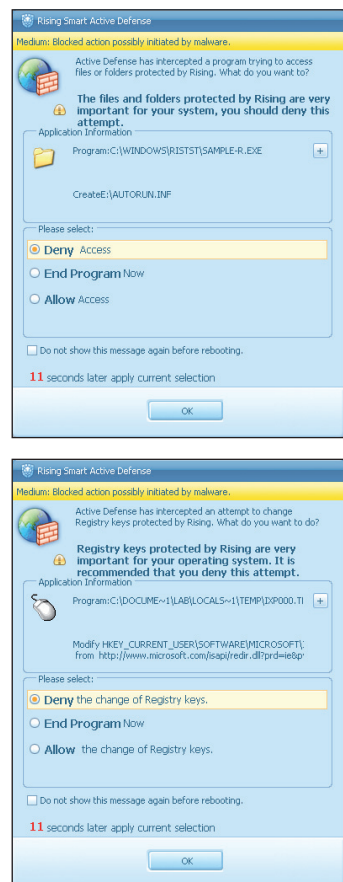 Rising Smart Active Defense
Medium: Blocked action possibly initiated by malware.
Active Defense has intercepted a program trying to access
files or folders protected by Rising. What do you want to?
The files and folders protected by Rising are very
important for your system, you should deny this
attempt.
Application Information
Program:C:\WINDOWS\RISTST\SAMPLE-R.EXE
+
CreateE:\AUTORUN.INF
Please select:
Deny Access
End Program Now
Allow Access
Do not show this message again before rebooting.
11 seconds later apply current selection
OK
Rising Smart Active Defense
Medium: Blocked action possibly initiated by malware.
Active Defense has intercepted an attempt to change
Registry keys protected by Rising. What do you want to do?
Registry keys protected by Rising are very
important for your operating system. It is
recommended that you deny this attempt.
Application Information
Program:C:\DOCUME~1\LAB\LOCALS~1\TEMP\IXP000.TI
+
Modify HKEY_CURRENT_USER\SOFTWARE\MICROSOFT\
from http://www.microsoft.com/isapi/redir.dll?prd=ie&p
Please select:
Deny the change of Registry keys.
End Program Now
Allow the change of Registry keys.
Do not show this message again before rebooting.
11 seconds later apply current selection
OK